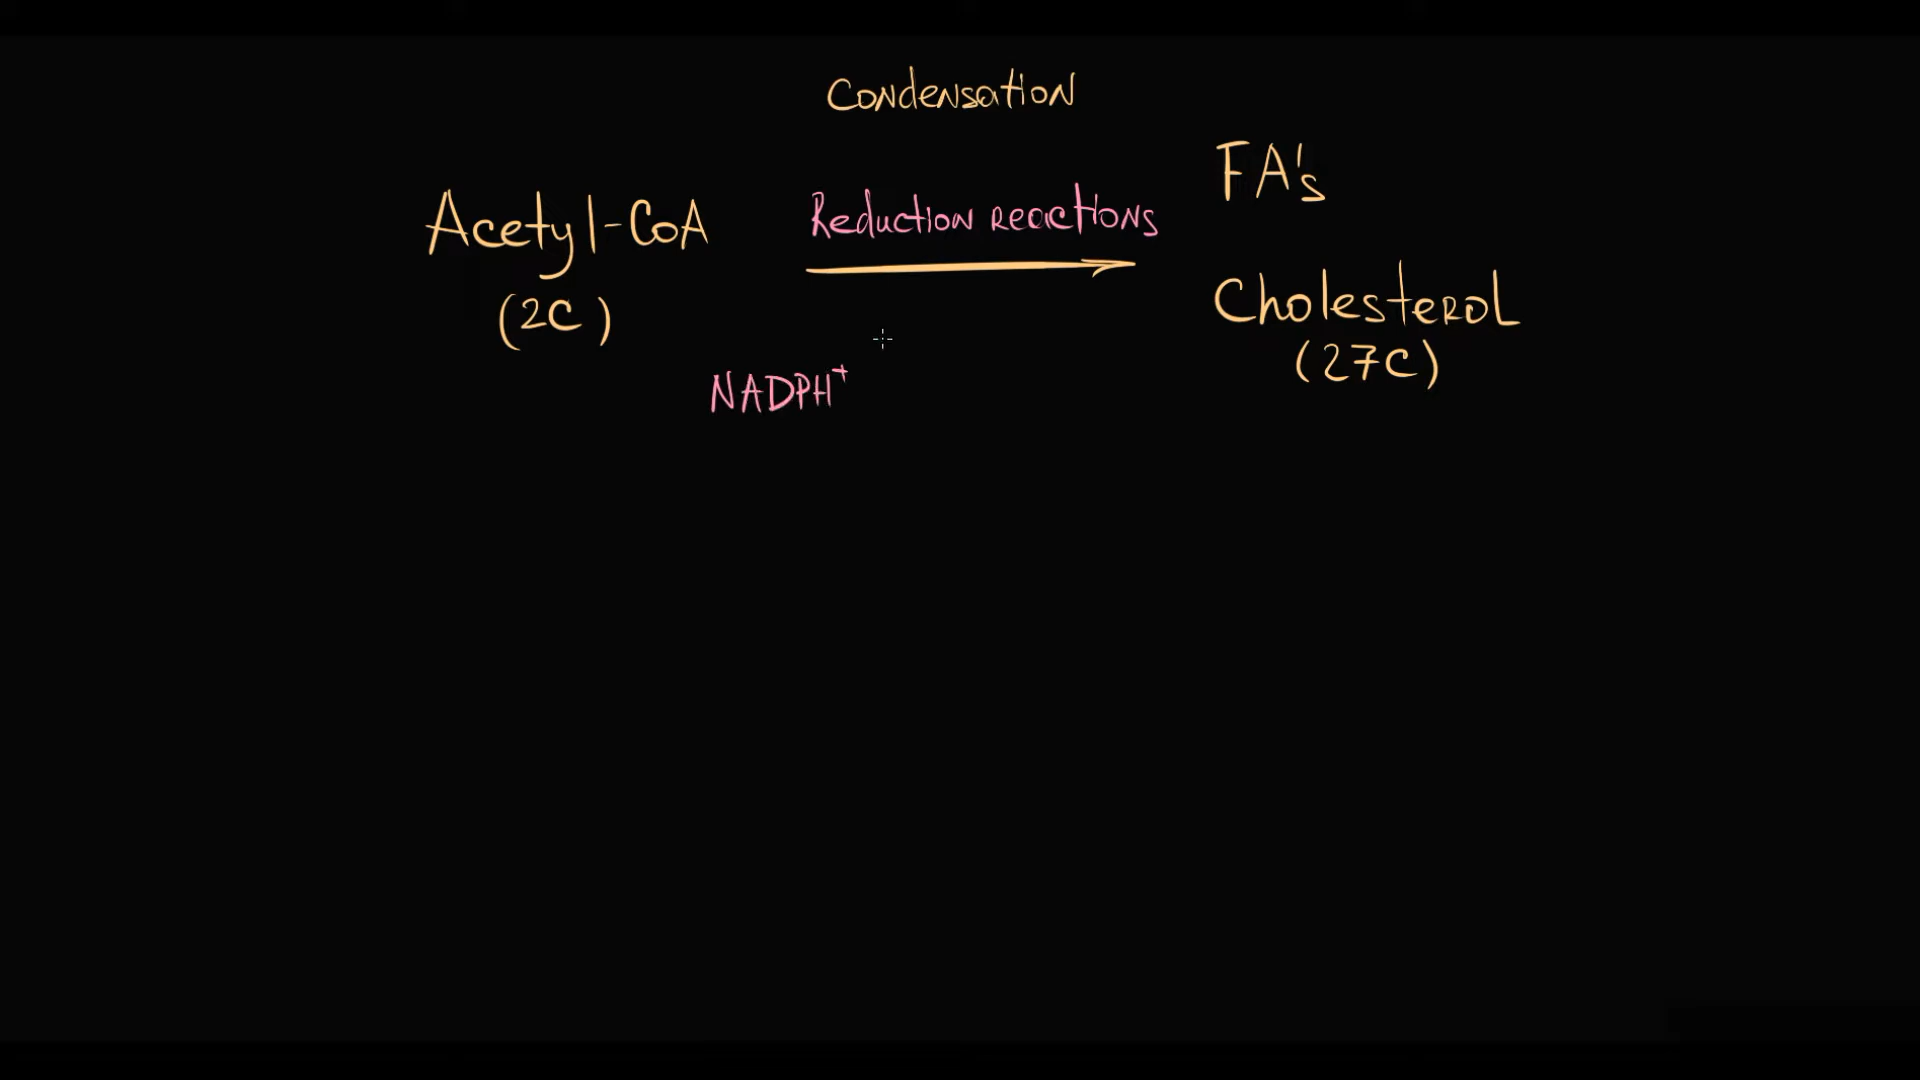 Condensation
Acetyl-CoA
(2C)
Reduction reactions
NADPH⁺
FA's
Cholesterol
(27C)